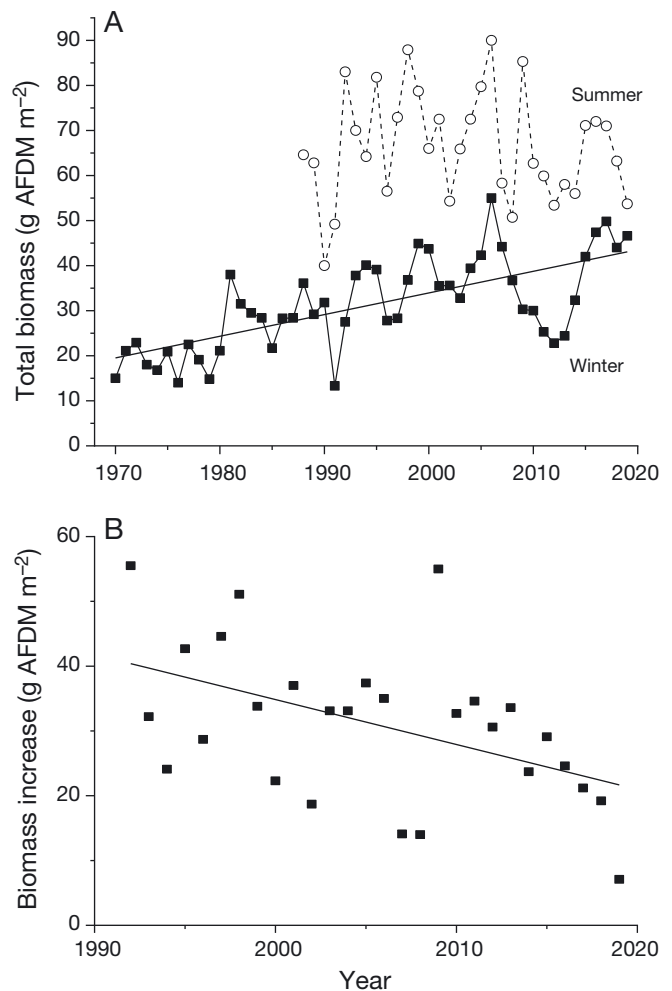 A
Total biomass (g AFDM m⁻²)
90
80
70
60
50
40
30
20
10
0
Summer
Winter
1970 1980 1990 2000 2010 2020
B
Biomass increase (g AFDM m⁻²)
60
40
20
0
1990 2000 2010 2020
Year